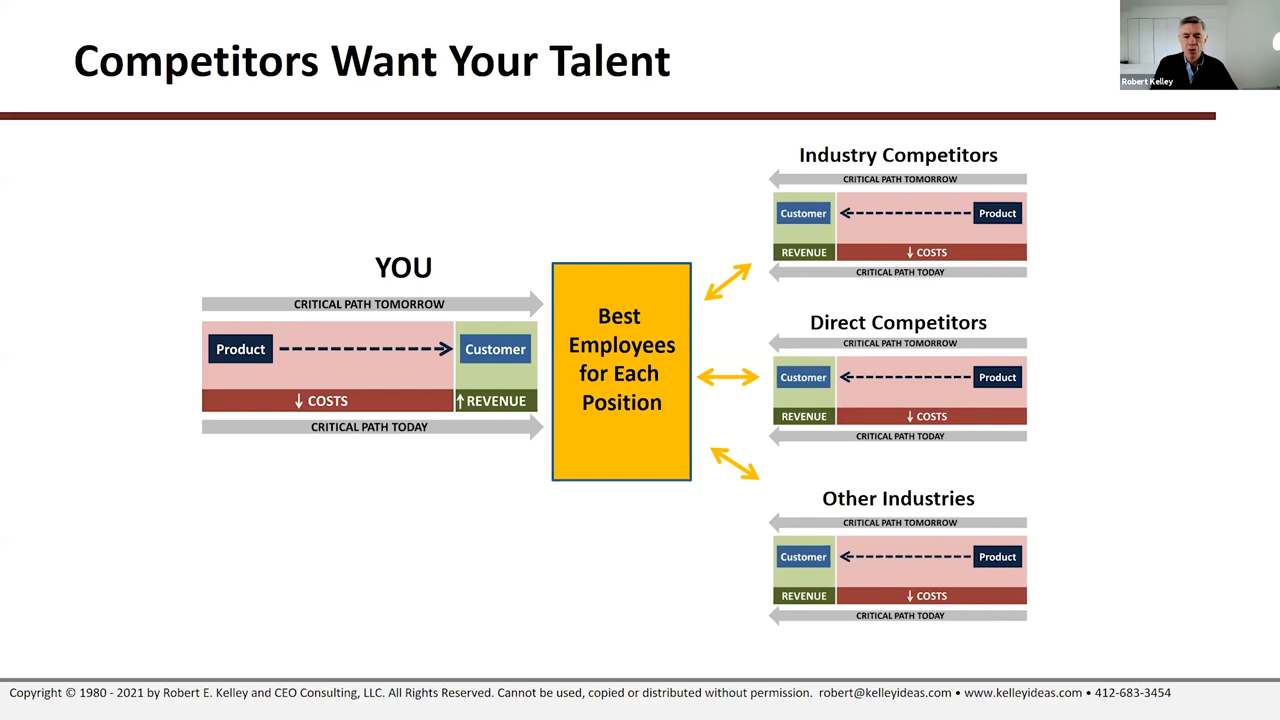 Competitors Want Your Talent
Robert Kelley
YOU
CRITICAL PATH TOMORROW
Product
Customer
↓ COSTS
↑ REVENUE
CRITICAL PATH TODAY
Best
Employees
for Each
Position
Industry Competitors
CRITICAL PATH TOMORROW
Customer
Product
REVENUE
↓ COSTS
CRITICAL PATH TODAY
Direct Competitors
CRITICAL PATH TOMORROW
Customer
Product
REVENUE
↓ COSTS
CRITICAL PATH TODAY
Other Industries
CRITICAL PATH TOMORROW
Customer
Product
REVENUE
↓ COSTS
CRITICAL PATH TODAY
Copyright © 1980 - 2021 by Robert E. Kelley and CEO Consulting, LLC. All Rights Reserved. Cannot be used, copied or distributed without permission. robert@kelleyideas.com • www.kelleyideas.com • 412-683-3454